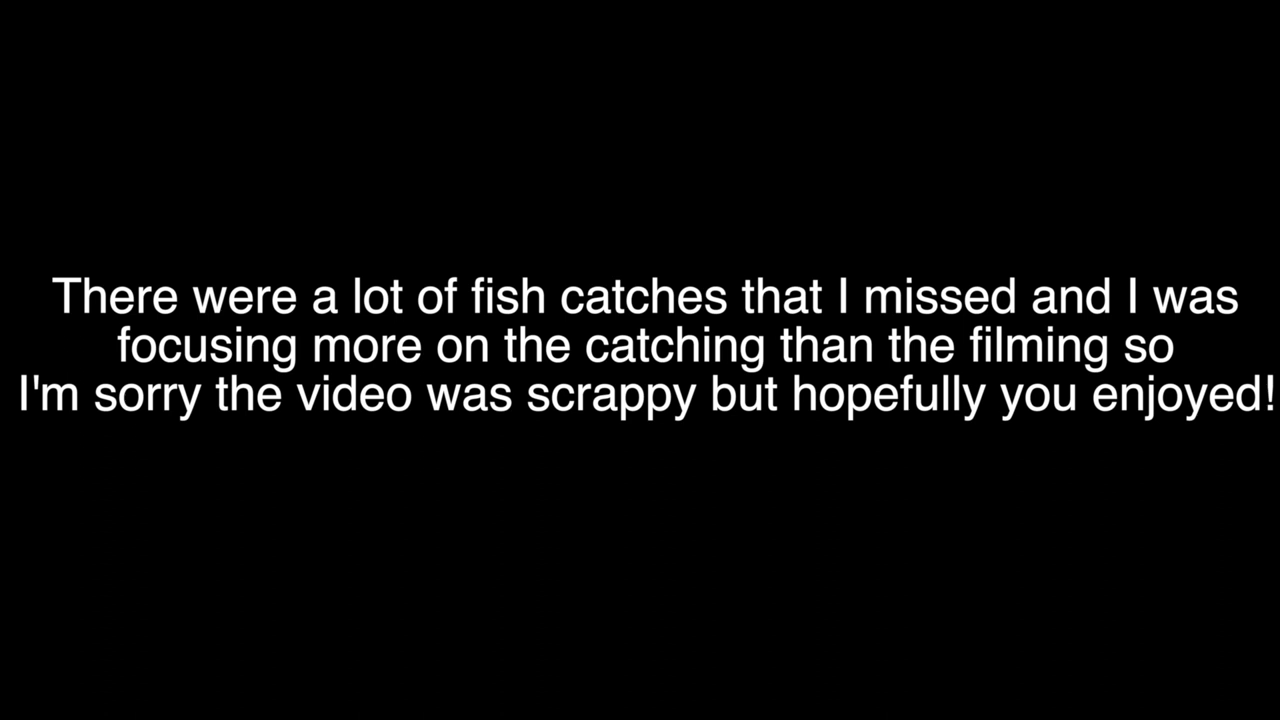 There were a lot of fish catches that I missed and I was
focusing more on the catching than the filming so
I'm sorry the video was scrappy but hopefully you enjoyed!